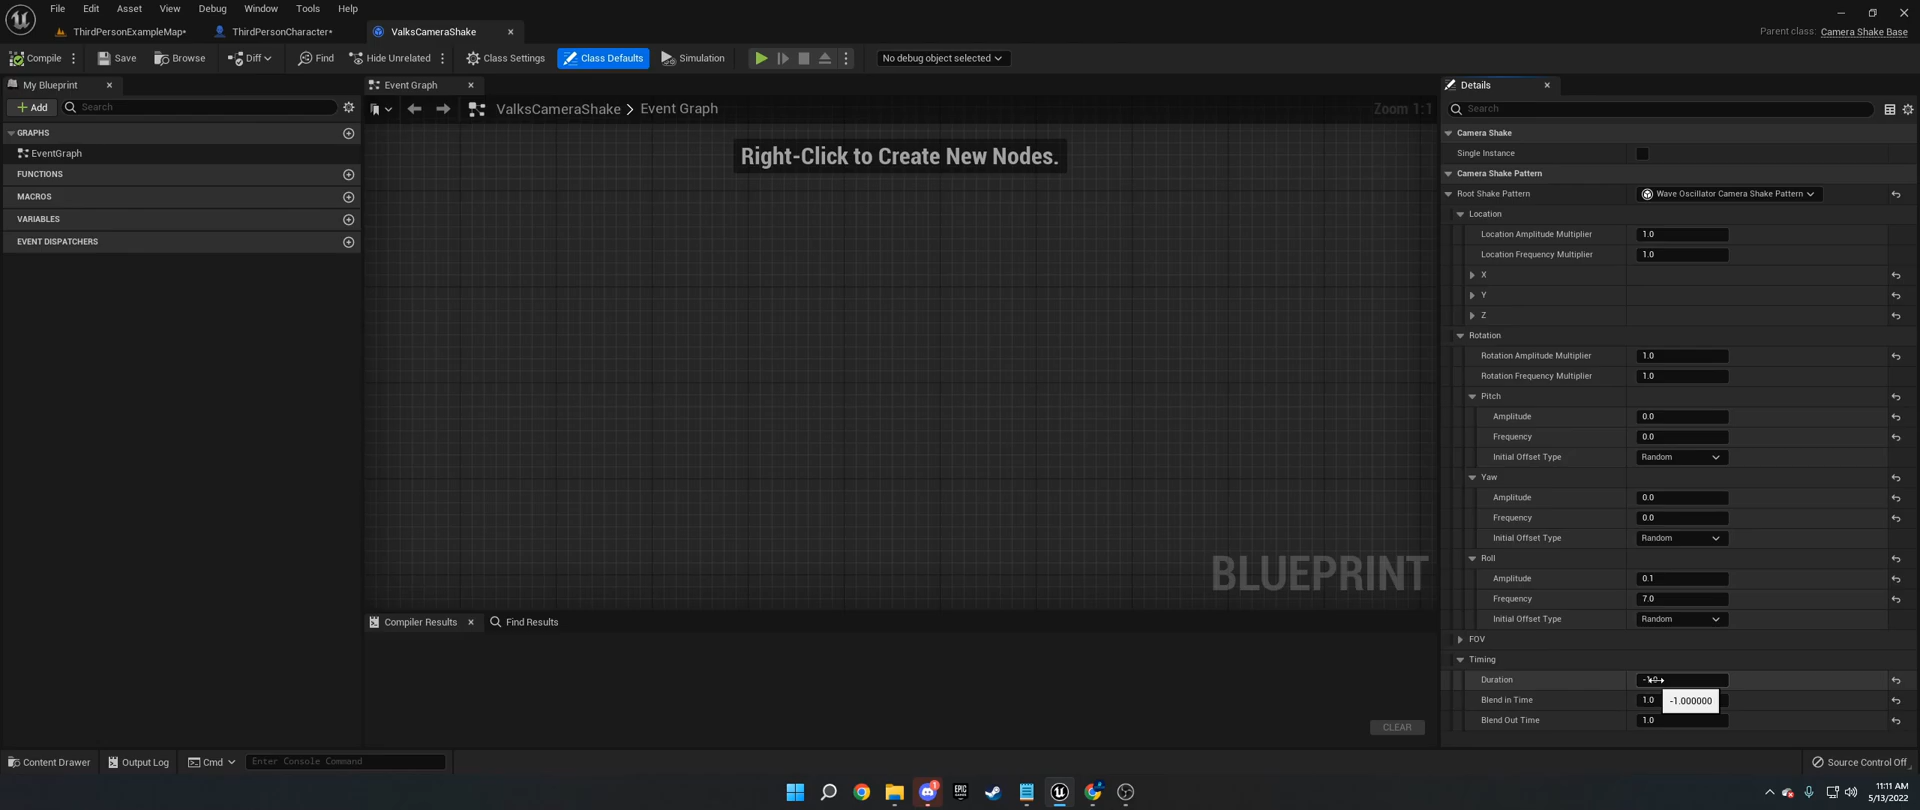 File Edit Asset View Debug Window Tools Help
ThirdPersonExampleMap* ThirdPersonCharacter* ValksCameraShake
Parent class: Camera Shake Base
Compile Save Browse Diff Find Hide Unrelated Class Settings Class Defaults Simulation No debug object selected
My Blueprint
Event Graph
Details
Add Search
ValksCameraShake > Event Graph Zoom 1:1
Search
GRAPHS
EventGraph
FUNCTIONS
MACROS
VARIABLES
EVENT DISPATCHERS
Right-Click to Create New Nodes.
BLUEPRINT
Compiler Results Find Results
CLEAR
Camera Shake
Single Instance
Camera Shake Pattern
Root Shake Pattern Wave Oscillator Camera Shake Pattern
Location
Location Amplitude Multiplier 1.0
Location Frequency Multiplier 1.0
X
Y
Z
Rotation
Rotation Amplitude Multiplier 1.0
Rotation Frequency Multiplier 1.0
Pitch
Amplitude 0.0
Frequency 0.0
Initial Offset Type Random
Yaw
Amplitude 0.0
Frequency 0.0
Initial Offset Type Random
Roll
Amplitude 0.1
Frequency 7.0
Initial Offset Type Random
FOV
Timing
Duration
Blend in Time 1.0
-1.000000
Blend Out Time 1.0
Content Drawer Output Log Cmd Enter Console Command Source Control Off
1
EPIC GAMES
11:11 AM
5/13/2022